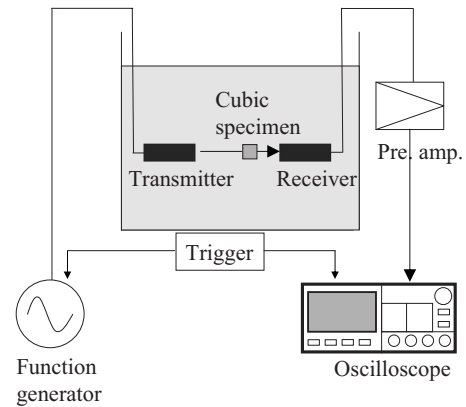 Cubic
specimen
Pre. amp.
Transmitter
Receiver
Trigger
Function
generator
Oscilloscope